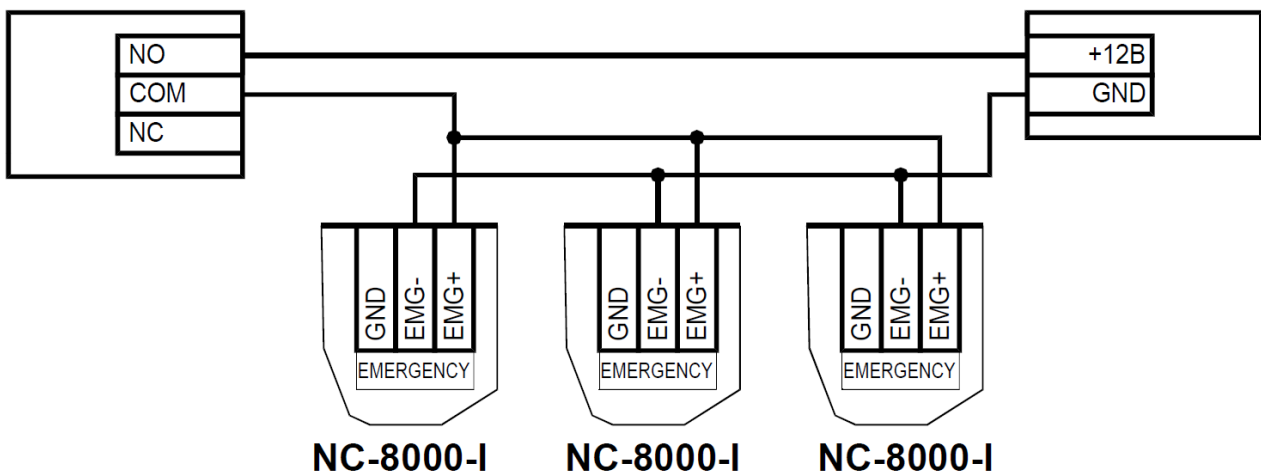 NO
COM
NC
+12В
GND
GND
EMG-
EMG+
EMERGENCY
GND
EMG-
EMG+
EMERGENCY
GND
EMG-
EMG+
EMERGENCY
NC-8000-I
NC-8000-I
NC-8000-I